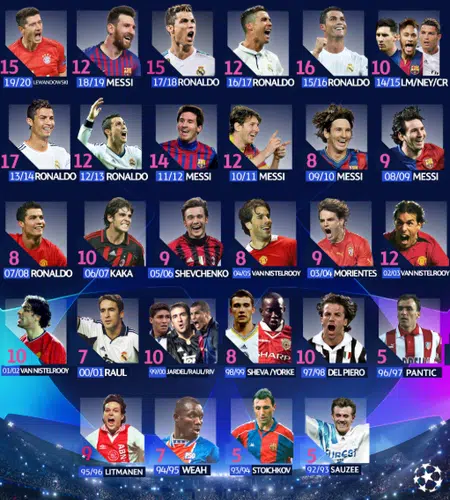 15 12 15 12 16 10
19/20 LEWANDOWSKI 18/19 MESSI 17/18 RONALDO 16/17 RONALDO 15/16 RONALDO 14/15 LM/NEY/CR
17 12 14 12 8 9
13/14 RONALDO 12/13 RONALDO 11/12 MESSI 10/11 MESSI 09/10 MESSI 08/09 MESSI
8 10 9 8 9 12
07/08 RONALDO 06/07 KAKA 05/06 SHEVCHENKO 04/05 VAN NISTELROOY 03/04 MORIENTES 02/03 VAN NISTELROOY
10 7 10 8 10 5
01/02 VAN NISTELROOY 00/01 RAUL 99/00 JARDEL/RAUL/RIV 98/99 SHEVA/YORKE 97/98 DEL PIERO 96/97 PANTIC
9 7 5 5
95/96 LITMANEN 94/95 WEAH 93/94 STOICHKOV 92/93 SAUZEE